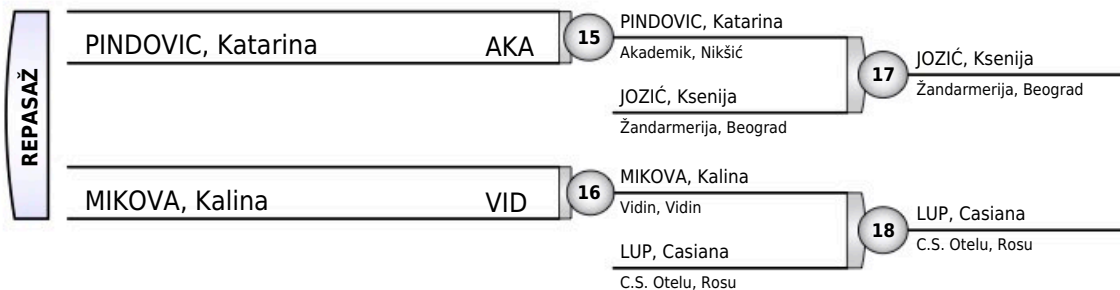 REPASAŽ
PINDOVIC, Katarina AKA
15
PINDOVIC, Katarina
Akademik, Nikšić
JOZIĆ, Ksenija
Žandarmerija, Beograd
17
JOZIĆ, Ksenija
Žandarmerija, Beograd
MIKOVA, Kalina VID
16
MIKOVA, Kalina
Vidin, Vidin
LUP, Casiana
C.S. Otelu, Rosu
18
LUP, Casiana
C.S. Otelu, Rosu